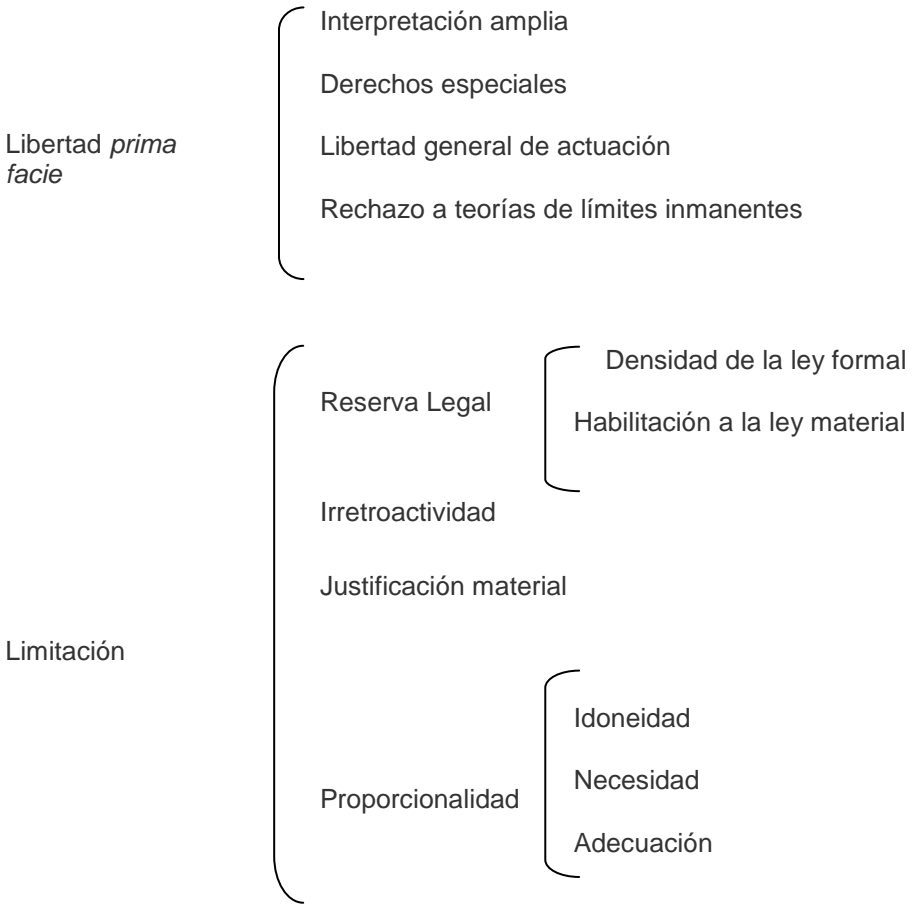 Interpretación amplia
Derechos especiales
Libertad prima
facie
Libertad general de actuación
Rechazo a teorías de límites inmanentes
Densidad de la ley formal
Reserva Legal
Habilitación a la ley material
Irretroactividad
Justificación material
Limitación
Idoneidad
Necesidad
Proporcionalidad
Adecuación